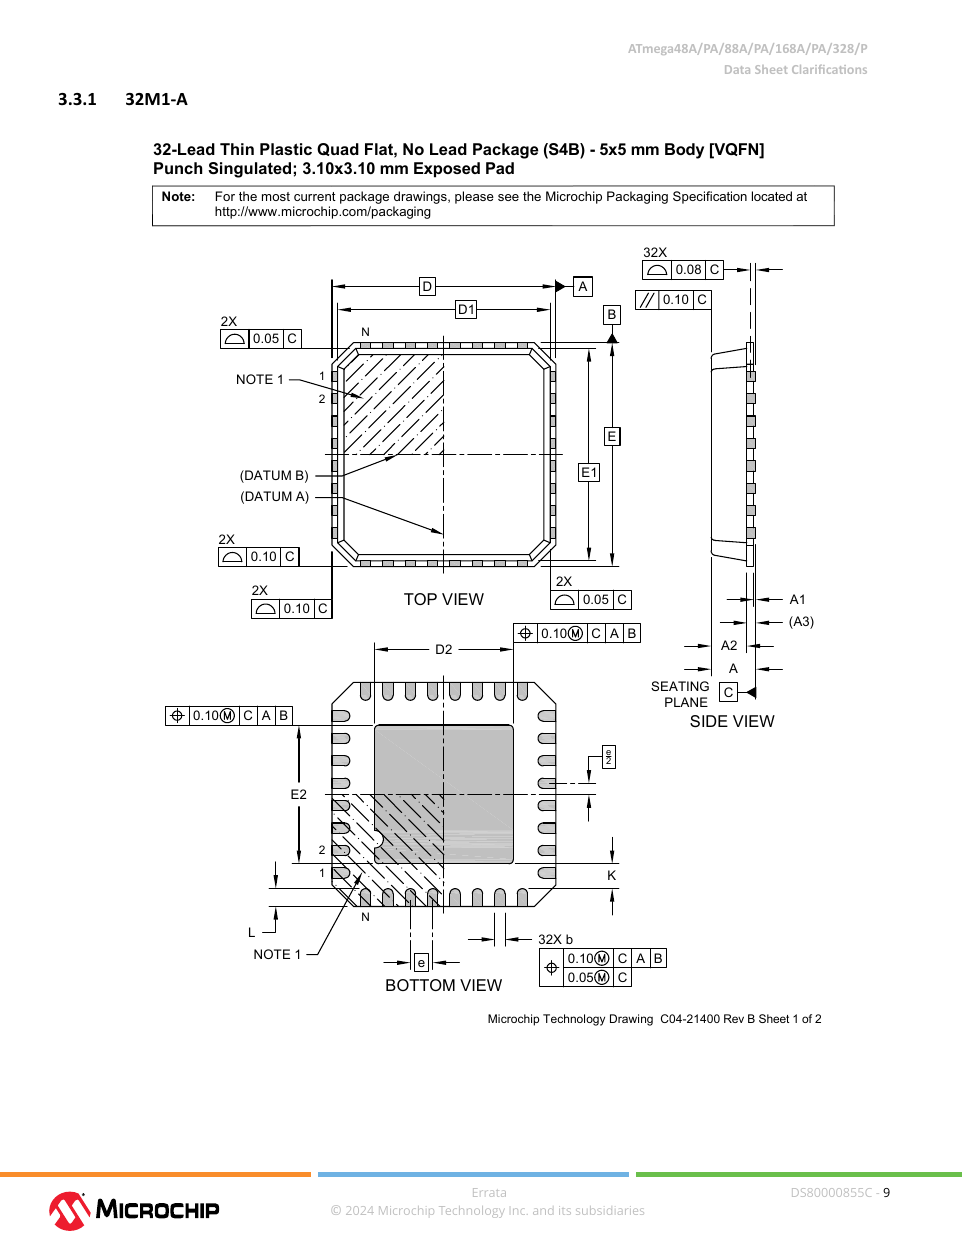 ATmega48A/PA/88A/PA/168A/PA/328/P
Data Sheet Clarifications
3.3.1 32M1-A
32-Lead Thin Plastic Quad Flat, No Lead Package (S4B) - 5x5 mm Body [VQFN]
Punch Singulated; 3.10x3.10 mm Exposed Pad
Note: For the most current package drawings, please see the Microchip Packaging Specification located at
http://www.microchip.com/packaging
32X
0.08 C
0.10 C
D
A
D1
B
2X
0.05 C
N
NOTE 1
1
2
E
E1
(DATUM B)
(DATUM A)
2X
0.10 C
2X
0.10 C
2X
0.05 C
TOP VIEW
A1
(A3)
A2
A
SEATING
PLANE
C
SIDE VIEW
0.10 M C A B
D2
0.10 M C A B
e
2
E2
2
1
K
N
L
NOTE 1
e
32X b
0.10 M C A B
0.05 M C
BOTTOM VIEW
Microchip Technology Drawing C04-21400 Rev B Sheet 1 of 2
MICROCHIP
Errata
© 2024 Microchip Technology Inc. and its subsidiaries
DS80000855C - 9